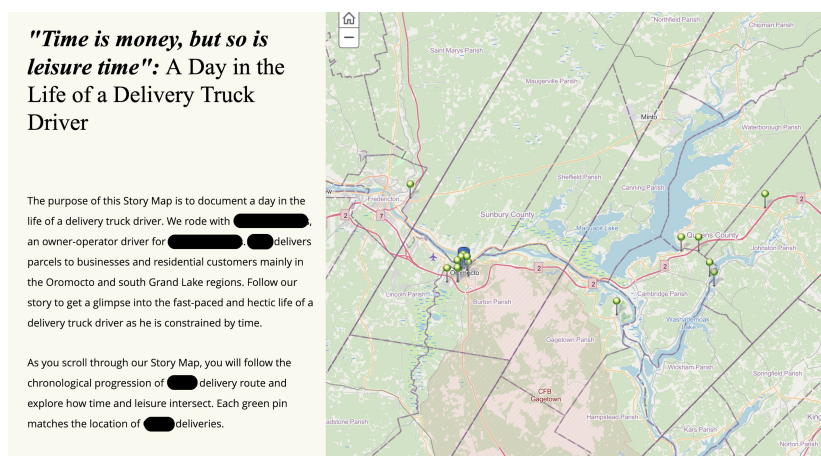 "Time is money, but so is
leisure time": A Day in the
Life of a Delivery Truck
Driver
The purpose of this Story Map is to document a day in the
life of a delivery truck driver. We rode with ,
an owner-operator driver for . delivers
parcels to businesses and residential customers mainly in
the Oromocto and south Grand Lake regions. Follow our
story to get a glimpse into the fast-paced and hectic life of a
delivery truck driver as he is constrained by time.
As you scroll through our Story Map, you will follow the
chronological progression of delivery route and
explore how time and leisure intersect. Each green pin
matches the location of deliveries.
Northfield Parish
Chipman Parish
Saint Marys Parish
Maugerville Parish
Minto
Waterborough Parish
Sheffield Parish
Canning Parish
Fredericton
2
7
2
Sunbury County
Maquapit Lake
Queens County
Johnston Parish
Oromocto
2
2
Lincoln Parish
Burton Parish
Cambridge Parish
Washademoak
Lake
Gagetown Parish
Wickham Parish
Springfield Parish
CFB
Gagetown
Hampstead Parish
Kars Parish
Norton Parish